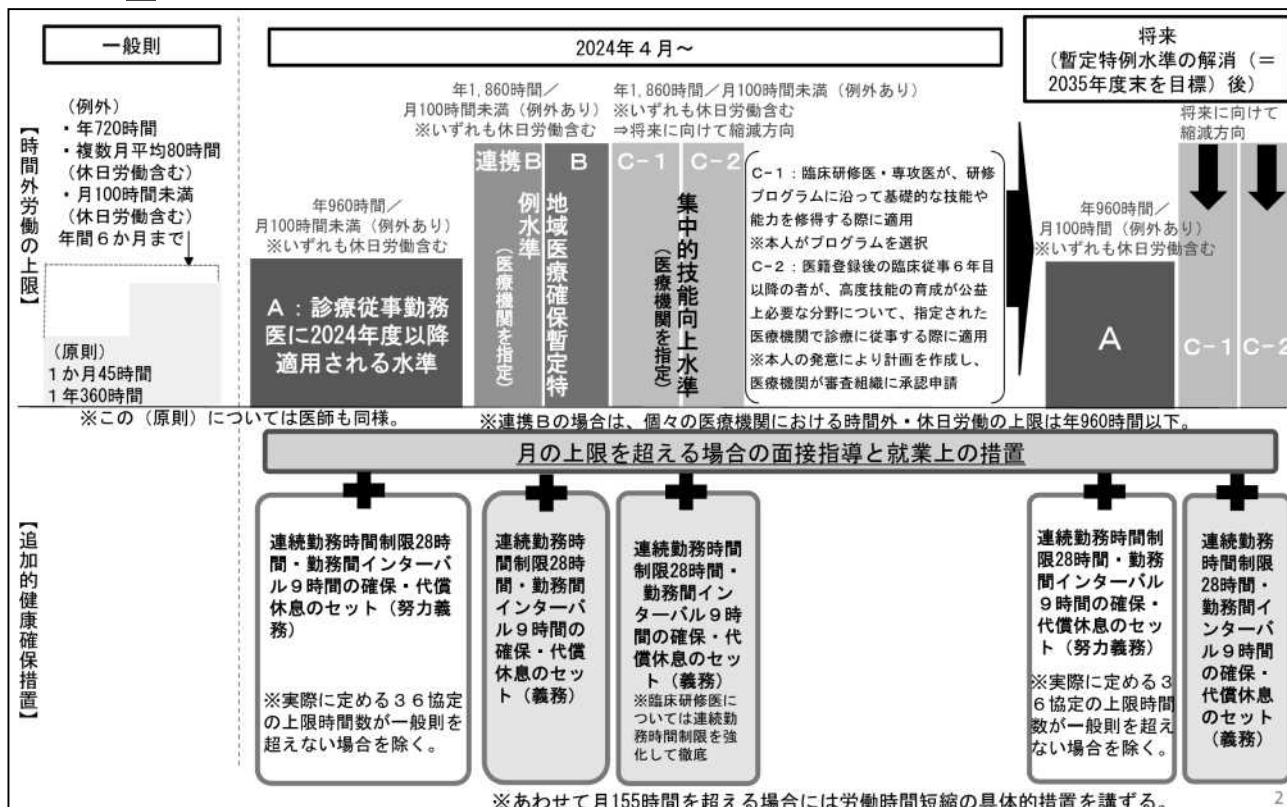 一般則
2024年4月～
将来
(暫定特例水準の解消(＝
2035年度末を目標)後)
【時間外労働の上限】
(例外)
・年720時間
・複数月平均80時間
(休日労働含む)
・月100時間未満
(休日労働含む)
年間6か月まで
(原則)
1か月45時間
1年360時間
年960時間／
月100時間未満(例外あり)
※いずれも休日労働含む
A：診療従事勤務
医に2024年度以降
適用される水準
年1,860時間／
月100時間未満(例外あり)
※いずれも休日労働含む
連携B
B
地域医療確保暫定特
例水準
(医療機関を指定)
年1,860時間／月100時間未満(例外あり)
※いずれも休日労働含む
⇒将来に向けて縮減方向
C-1
C-2
集中的技能向上水準
(医療機関を指定)
C-1：臨床研修医・専攻医が、研修
プログラムに沿って基礎的な技能や
能力を修得する際に適用
※本人がプログラムを選択
C-2：医籍登録後の臨床従事6年目
以降の者が、高度技能の育成が公益
上必要な分野について、指定された
医療機関で診療に従事する際に適用
※本人の発意により計画を作成し、
医療機関が審査組織に承認申請
年960時間／
月100時間(例外あり)
※いずれも休日労働含む
A
将来に向けて
縮減方向
C-1
C-2
※この(原則)については医師も同様。
※連携Bの場合は、個々の医療機関における時間外・休日労働の上限は年960時間以下。
月の上限を超える場合の面接指導と就業上の措置
【追加的健康確保措置】
連続勤務時間制限28時
間・勤務間インターバ
ル9時間の確保・代償
休息のセット(努力義
務)
※実際に定める36協定
の上限時間数が一般則を
超えない場合を除く。
連続勤務時
間制限28時
間・勤務間
インターバ
ル9時間の
確保・代償
休息のセッ
ト(義務)
連続勤務時間
制限28時間・
勤務間イン
ターバル9時
間の確保・代
償休息のセッ
ト(義務)
※臨床研修医に
ついては連続勤
務時間制限を強
化して徹底
連続勤務時間制
限28時間・勤務
間インターバル
9時間の確保・
代償休息のセッ
ト(努力義務)
※実際に定める3
6協定の上限時間
数が一般則を超え
ない場合を除く。
連続勤務
時間制限
28時間・
勤務間イ
ンターバ
ル9時間
の確保・
代償休息
のセット
(義務)
※あわせて月155時間を超える場合には労働時間短縮の具体的措置を講ずる。
2